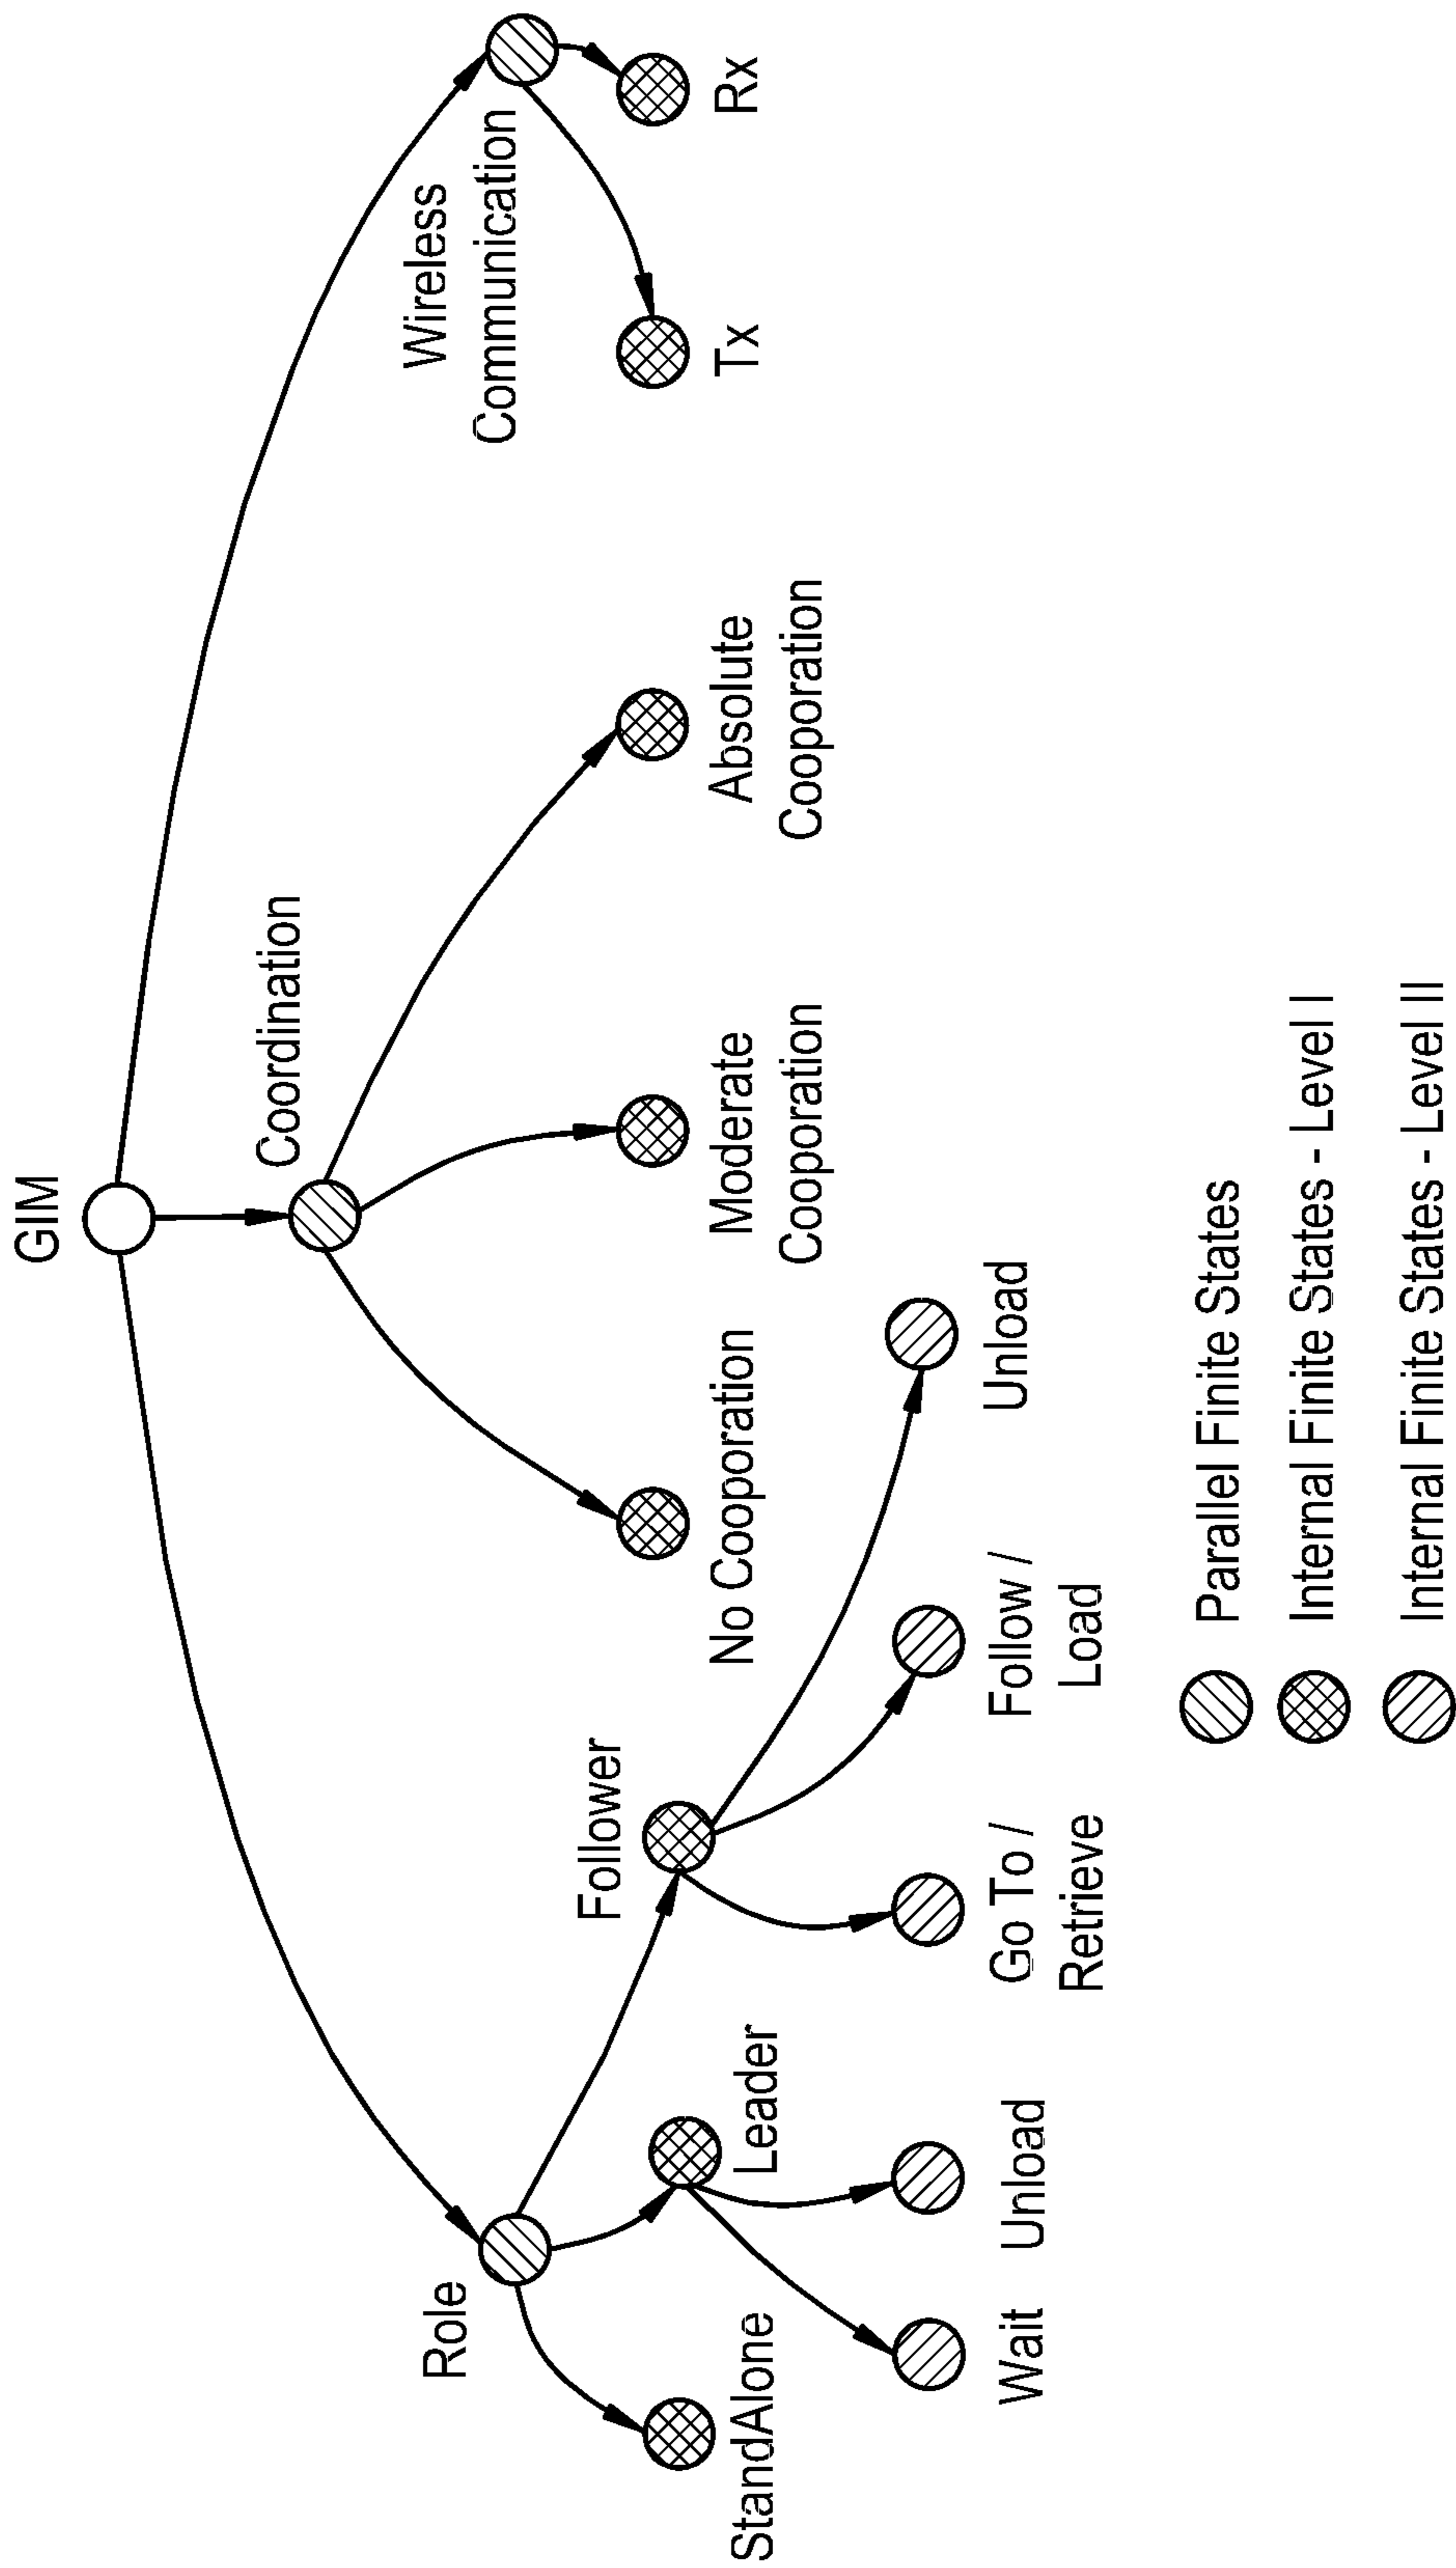 GIM
Coordination
Wireless
Communication
Role
Follower
Tx
Rx
StandAlone
Leader
No Cooporation
Moderate
Cooporation
Absolute
Cooporation
Wait
Unload
Go To /
Retrieve
Follow /
Load
Unload
Parallel Finite States
Internal Finite States - Level I
Internal Finite States - Level II